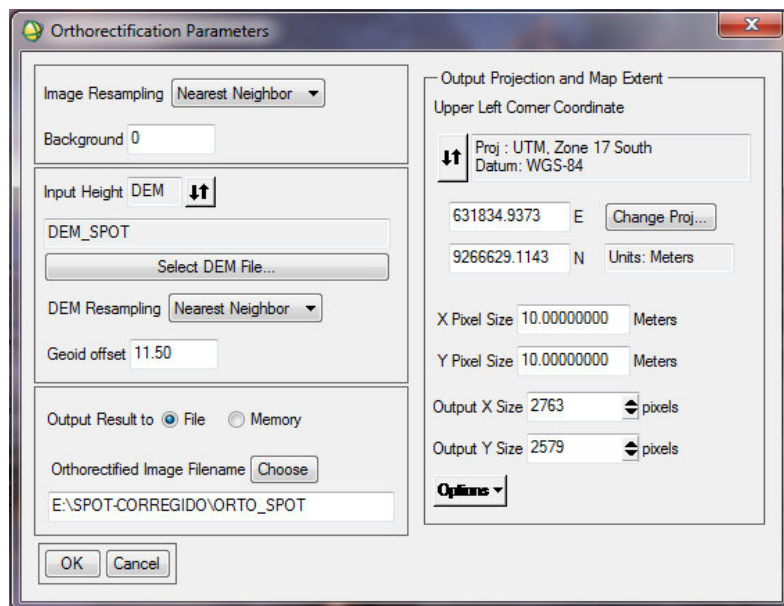 Orthorectification Parameters
Image Resampling Nearest Neighbor
Background 0
Input Height DEM
DEM_SPOT
Select DEM File...
DEM Resampling Nearest Neighbor
Geoid offset 11.50
Output Result to File Memory
Orthorectified Image Filename Choose
E:\SPOT-CORREGIDO\ORTO_SPOT
OK Cancel
Output Projection and Map Extent
Upper Left Corner Coordinate
Proj : UTM, Zone 17 South
Datum: WGS-84
631834.9373 E Change Proj...
9266629.1143 N Units: Meters
X Pixel Size 10.00000000 Meters
Y Pixel Size 10.00000000 Meters
Output X Size 2763 pixels
Output Y Size 2579 pixels
Options